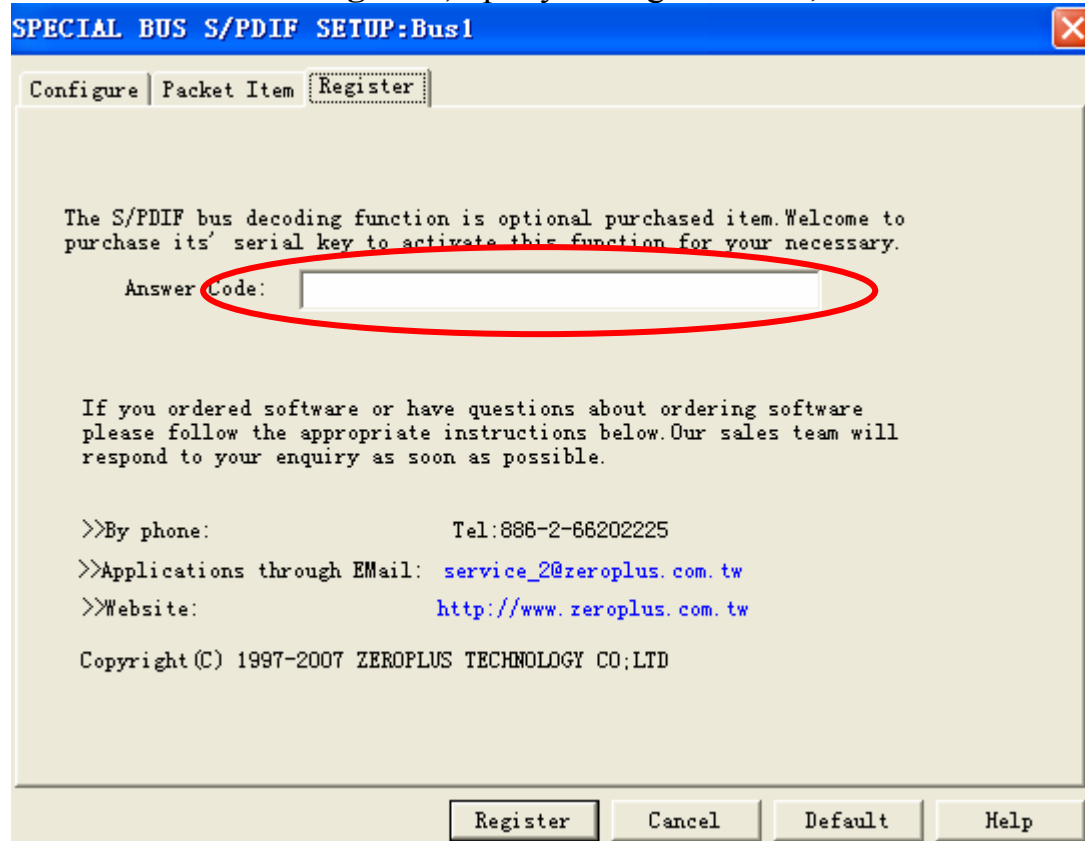 SPECIAL BUS S/PDIF SETUP:Bus1
Configure Packet Item Register
The S/PDIF bus decoding function is optional purchased item.Welcome to
purchase its' serial key to activate this function for your necessary.
Answer Code:
If you ordered software or have questions about ordering software
please follow the appropriate instructions below.Our sales team will
respond to your enquiry as soon as possible.
>>By phone: Tel:886-2-66202225
>>Applications through EMail: service_2@zeroplus.com.tw
>>Website: http://www.zeroplus.com.tw
Copyright(C) 1997-2007 ZEROPLUS TECHNOLOGY CO;LTD
Register Cancel Default Help